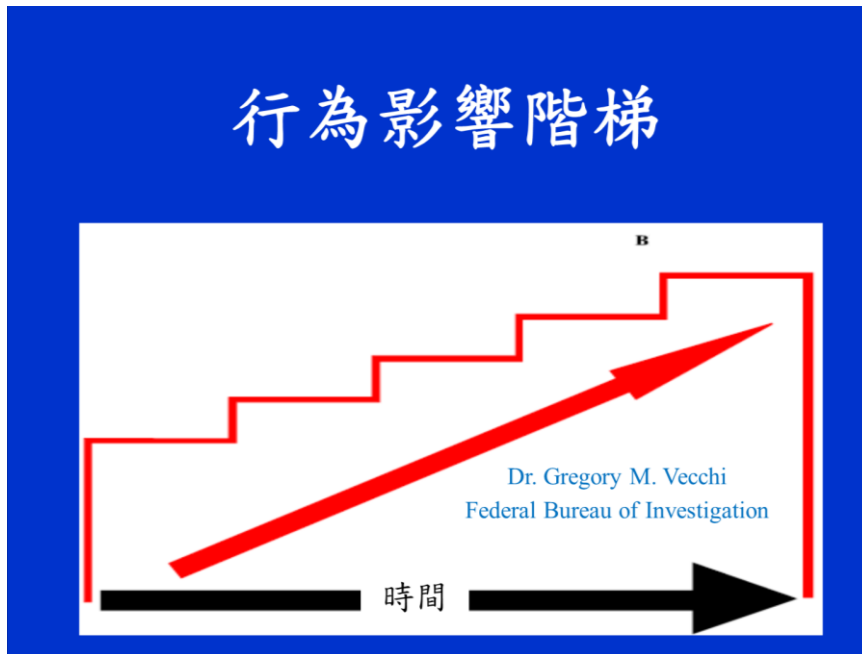 行為影響階梯
B
Dr. Gregory M. Vecchi
Federal Bureau of Investigation
時間